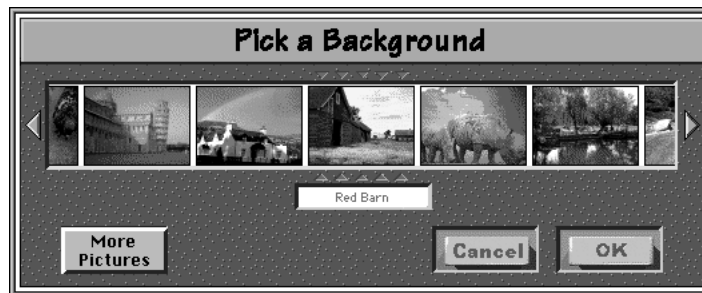 Pick a Background
Red Barn
More
Pictures
Cancel
OK